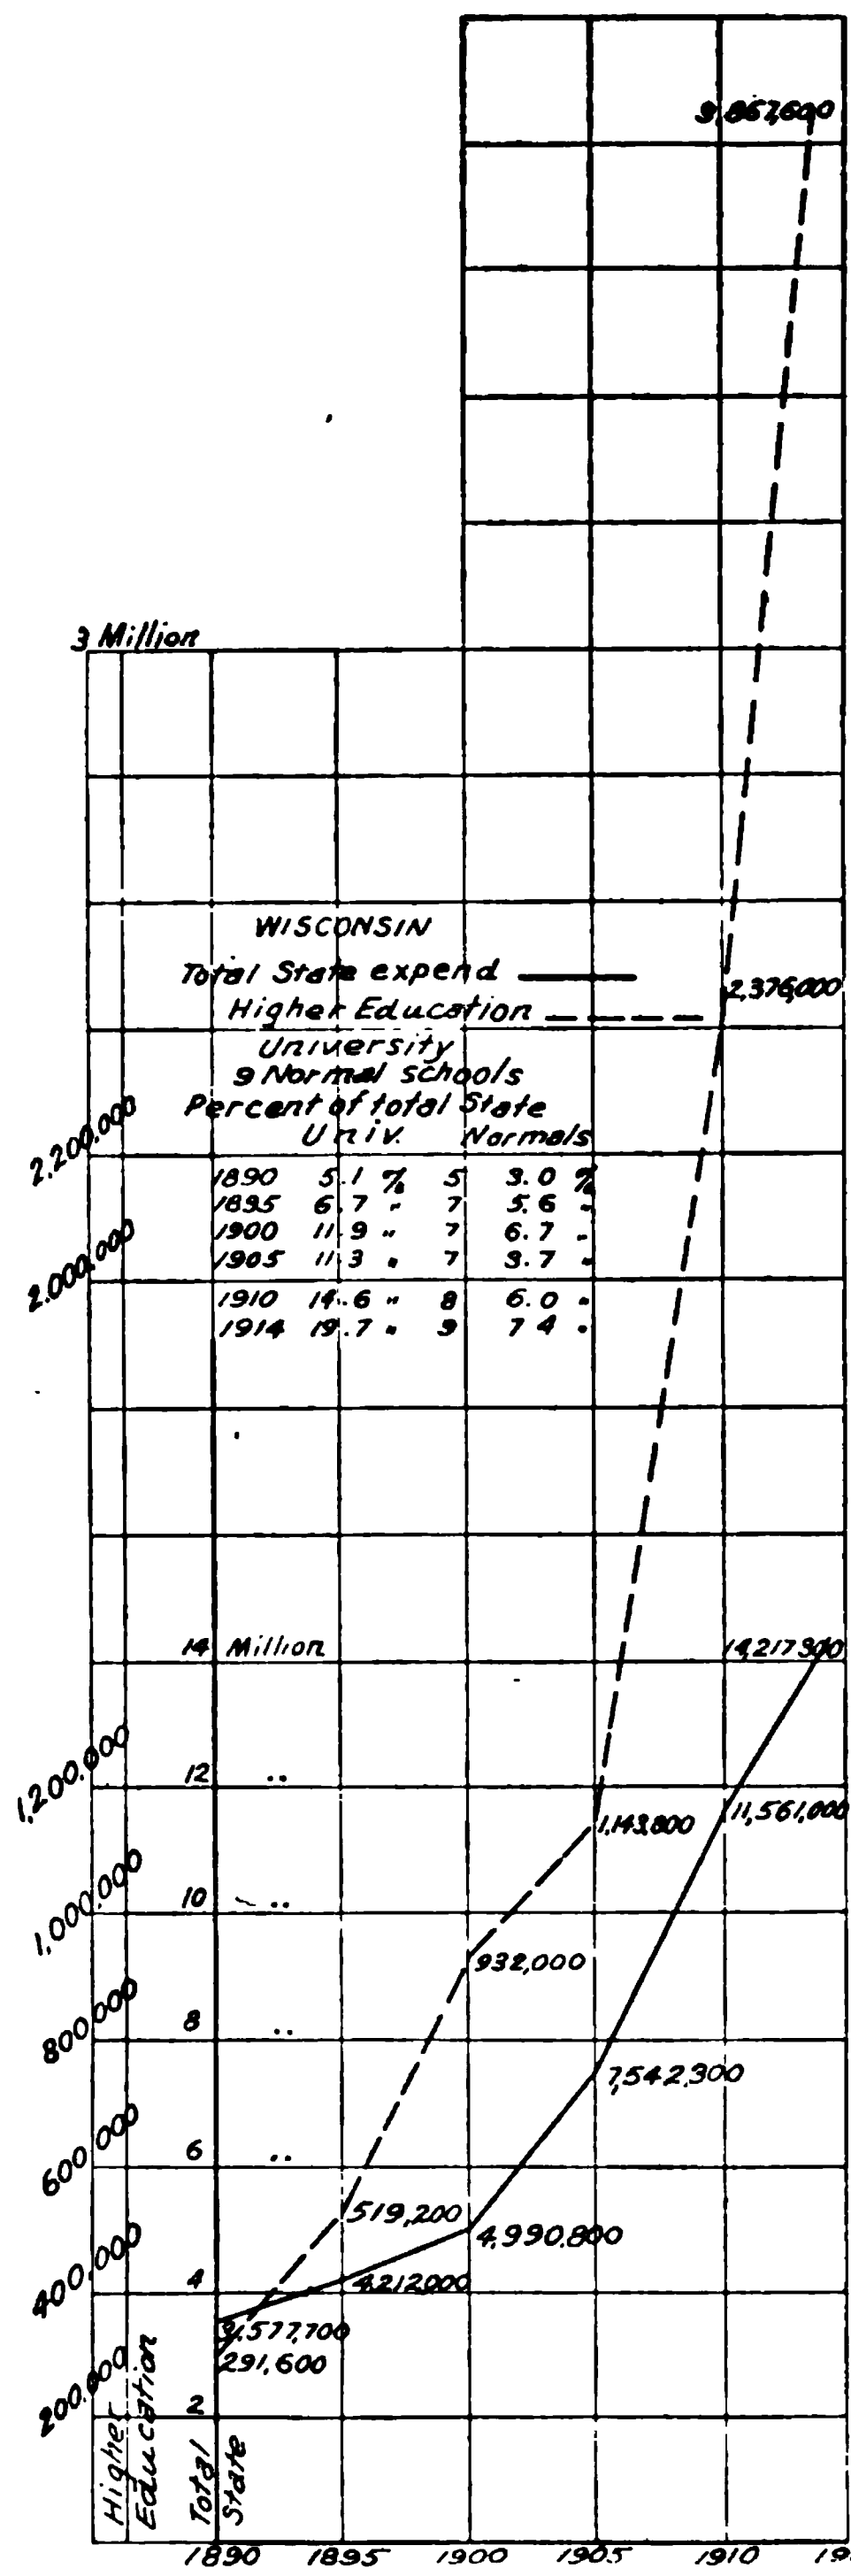 3,867,600
3 Million
WISCONSIN
Total State expend
Higher Education
2,376,000
University
9 Normal schools
Percent of total State
Univ. Normals
2,200,000
1890 5.1 % 5 3.0 %
1895 6.7 " 7 5.6 "
1900 11.9 " 7 6.7 "
1905 11.3 " 7 3.7 "
2,000,000
1910 14.6 " 8 6.0 "
1914 19.7 " 9 7.4 "
14 Million
14,217,300
1,200,000
12 ..
1,143,800
11,561,000
1,000,000
10 ..
932,000
800,000
8 ..
7,542,300
600,000
6 ..
519,200
4,990,800
400,000
4
4,212,000
3,577,700
291,600
200,000
2
Higher
Education
Total
State
1890 1895 1900 1905 1910